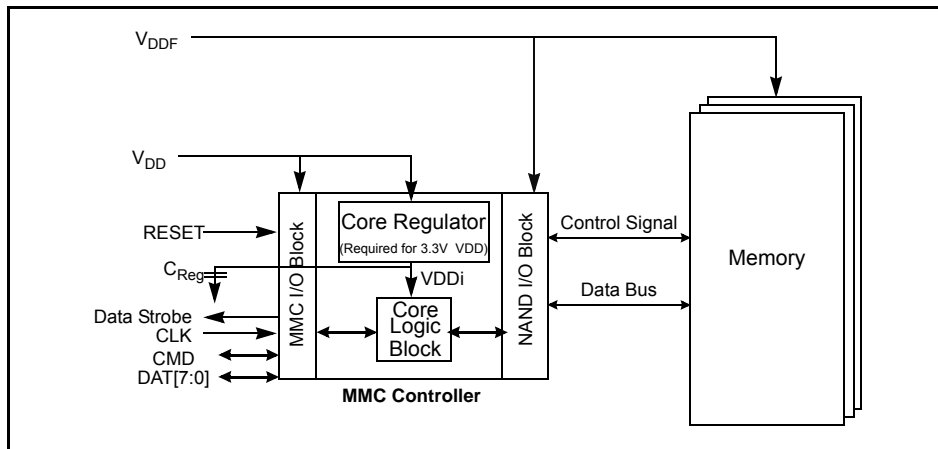 VDDF
VDD
RESET
CReg
Data Strobe
CLK
CMD
DAT[7:0]
MMC I/O Block
Core Regulator
(Required for 3.3V VDD)
VDDi
Core
Logic
Block
NAND I/O Block
MMC Controller
Control Signal
Data Bus
Memory